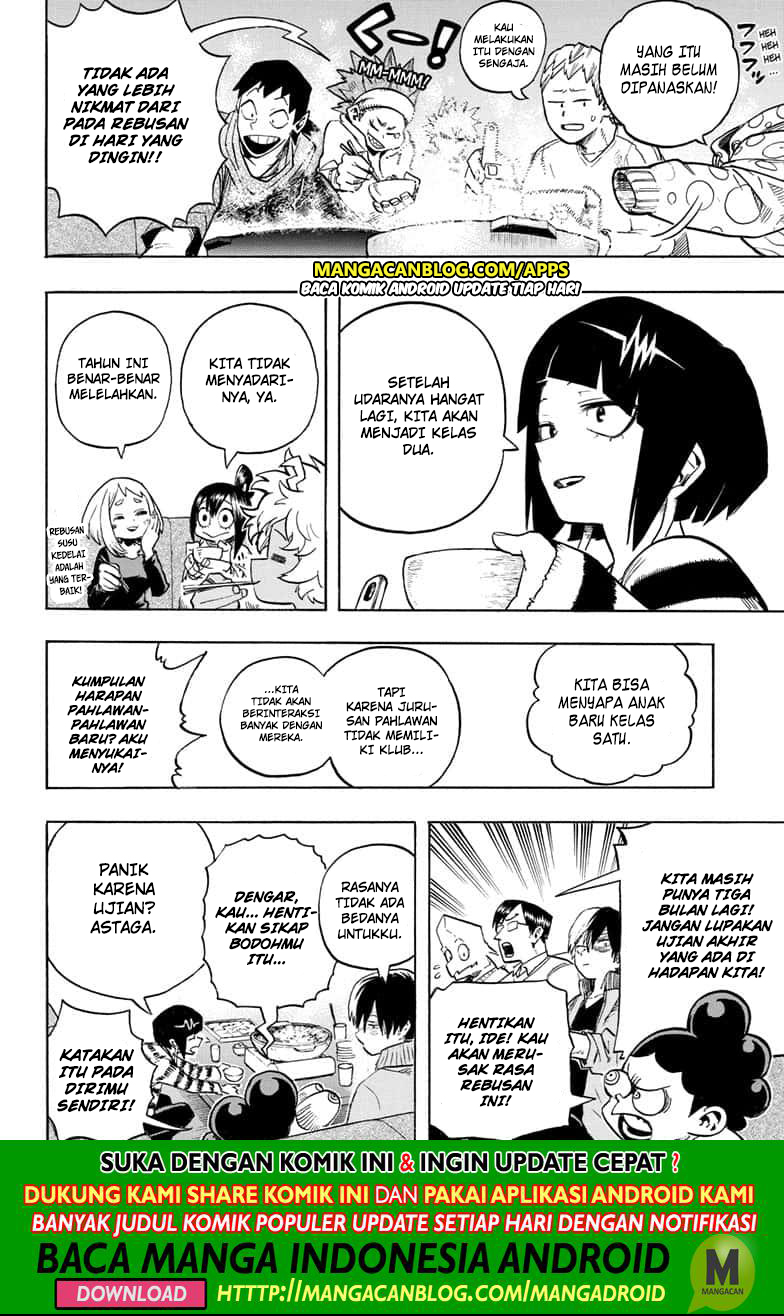 HEH
HEH
HEH
...
YANG ITU
MASIH BELUM
DIPANASKAN!
KAU
MELAKUKAN
ITU DENGAN
SENGAJA.
くーっ!
MM-MMM!
TIDAK ADA
YANG LEBIH
NIKMAT DARI
PADA REBUSAN
DI HARI YANG
DINGIN!!
MANGACANBLOG.COM/APPS
BACA KOMIK ANDROID UPDATE TIAP HARI
SETELAH
UDARANYA HANGAT
LAGI, KITA AKAN
MENJADI KELAS
DUA.
KITA TIDAK
MENYADARI-
NYA, YA.
TAHUN INI
BENAR-BENAR
MELELAHKAN.
REBUSAN
SUSU
KEDELAI
ADALAH
YANG TER-
BAIK!
KITA BISA
MENYAPA ANAK
BARU KELAS
SATU.
TAPI
KARENA JURU-
SAN PAHLAWAN
TIDAK MEMILI-
KI KLUB...
...KITA
TIDAK AKAN
BERINTERAKSI
BANYAK DENGAN
MEREKA.
KUMPULAN
HARAPAN
PAHLAWAN-
PAHLAWAN
BARU? AKU
MENYUKAI-
NYA!
KITA MASIH
PUNYA TIGA
BULAN LAGI!
JANGAN LUPAKAN
UJIAN AKHIR
YANG ADA DI
HADAPAN KITA!
HENTIKAN
ITU, IDE! KAU
AKAN MERU-
SAK RASA
REBUSAN
INI!
RASANYA
TIDAK ADA
BEDANYA
UNTUKKU.
DENGAR,
KAU... HENTI-
KAN SIKAP
BODOHMU
ITU...
PANIK
KARENA
UJIAN?
ASTAGA.
KATAKAN
ITU PADA
DIRIMU
SENDIRI!
SUKA DENGAN KOMIK INI & INGIN UPDATE CEPAT ?
DUKUNG KAMI SHARE KOMIK INI DAN PAKAI APLIKASI ANDROID KAMI
BANYAK JUDUL KOMIK POPULER UPDATE SETIAP HARI DENGAN NOTIFIKASI
BACA MANGA INDONESIA ANDROID
DOWNLOAD HTTTP://MANGACANBLOG.COM/MANGADROID
M
MANGACAN